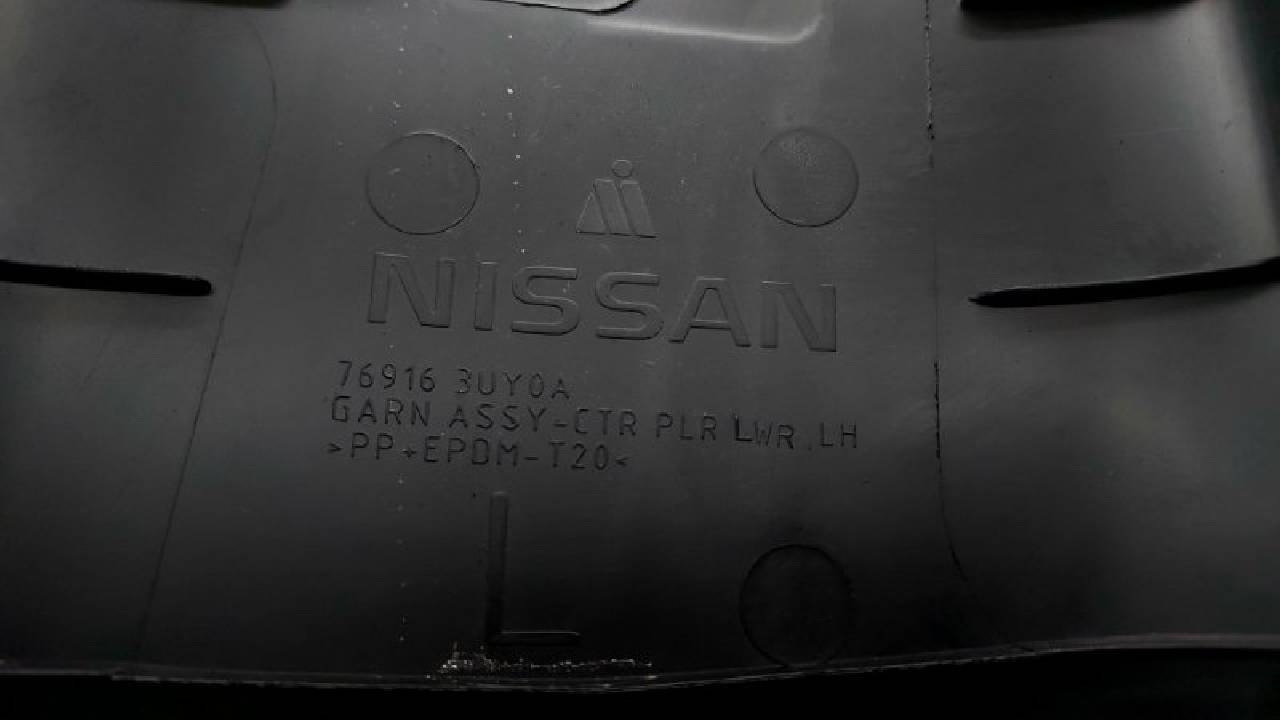 NISSAN
76916 3UY0A
GARN ASSY-CTR PLR LWR,LH
>PP+EPDM-T20<
L